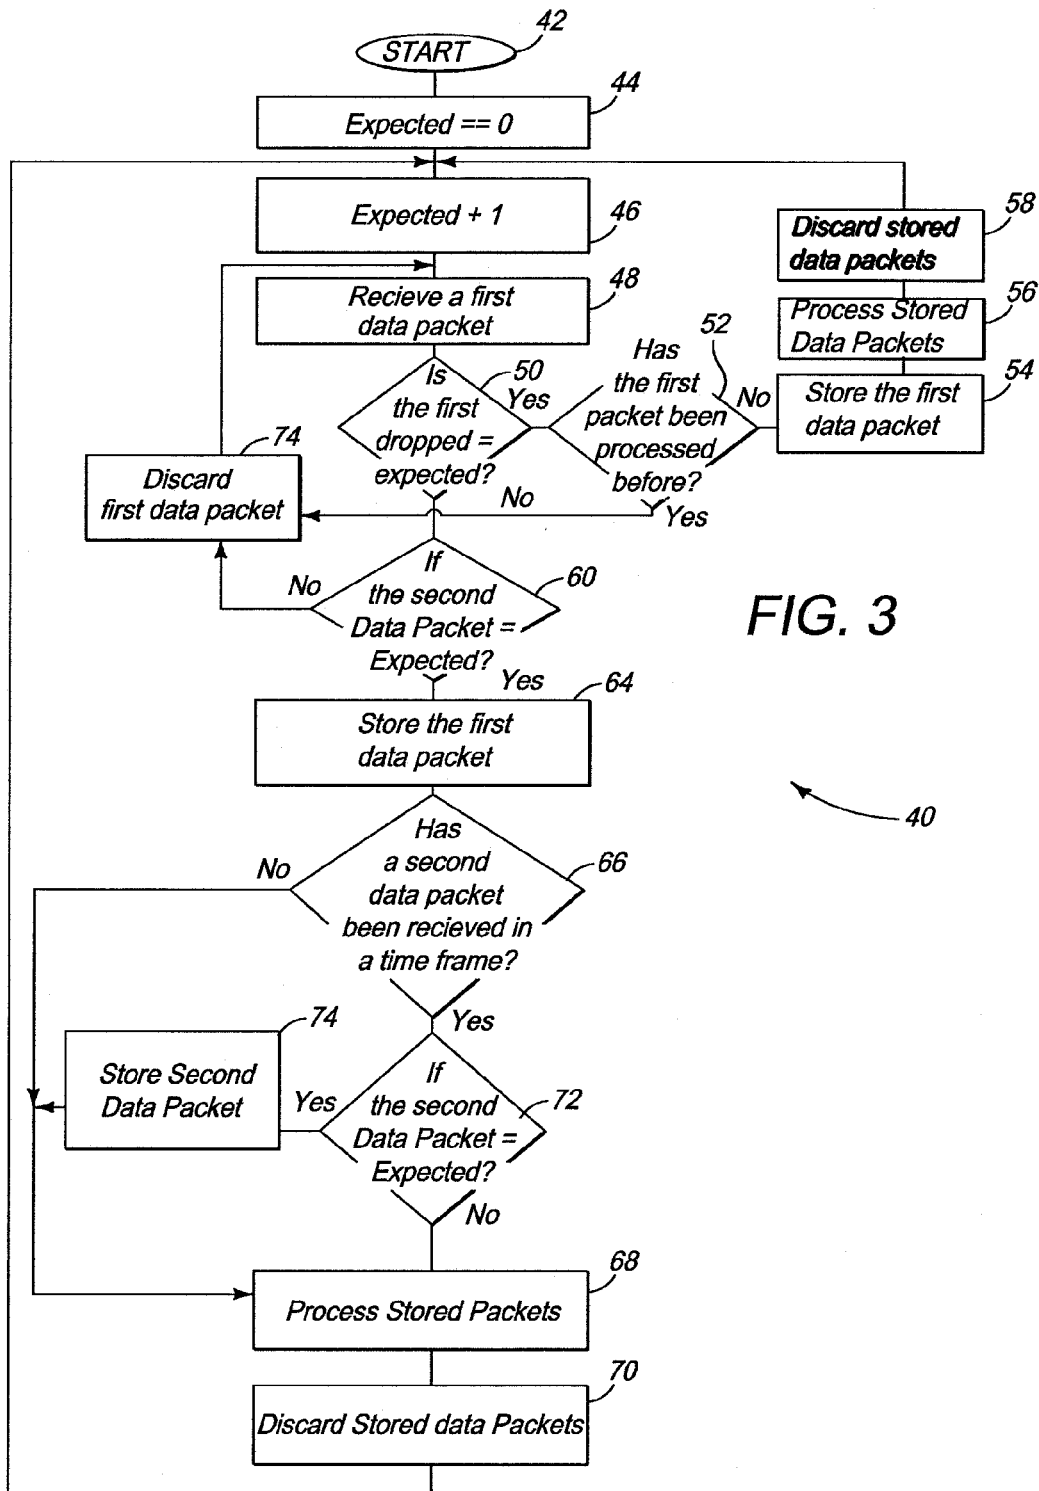 START
42
44
Expected == 0
Expected + 1
46
Recieve a first
data packet
48
Is
the first
dropped =
expected?
50
Yes
No
Has
the first
packet been
processed
before?
52
No
Yes
Discard stored
data packets
58
Process Stored
Data Packets
56
Store the first
data packet
54
74
Discard
first data packet
If
the second
Data Packet =
Expected?
60
No
Yes
FIG. 3
Store the first
data packet
64
40
Has
a second
data packet
been recieved in
a time frame?
66
No
Yes
74
Store Second
Data Packet
Yes
If
the second
Data Packet =
Expected?
72
No
Process Stored Packets
68
Discard Stored data Packets
70